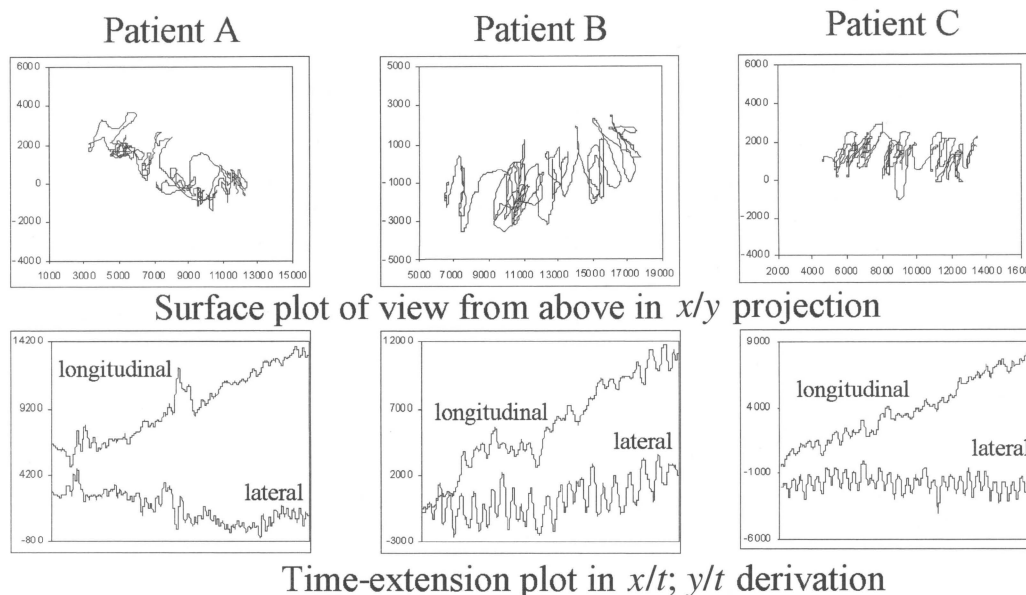 Patient A
Patient B
Patient C
6000
4000
2000
0
-2000
-4000
1000 3000 5000 7000 9000 11000 13000 15000
5000
3000
1000
-1000
-3000
-5000
5000 7000 9000 11000 13000 15000 17000 19000
6000
4000
2000
0
-2000
-4000
2000 4000 6000 8000 10000 12000 14000 16
Surface plot of view from above in x/y projection
14200
9200
4200
-800
longitudinal
lateral
12000
7000
2000
-3000
longitudinal
lateral
9000
4000
-1000
-6000
longitudinal
lateral
Time-extension plot in x/t; y/t derivation